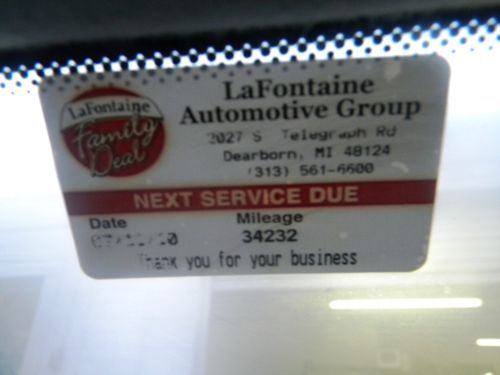 LaFontaine
Family
Deal
LaFontaine
Automotive Group
2027 S Telegraph Rd
Dearborn, MI 48124
(313) 561-6600
NEXT SERVICE DUE
Date
Mileage
34232
Thank you for your business